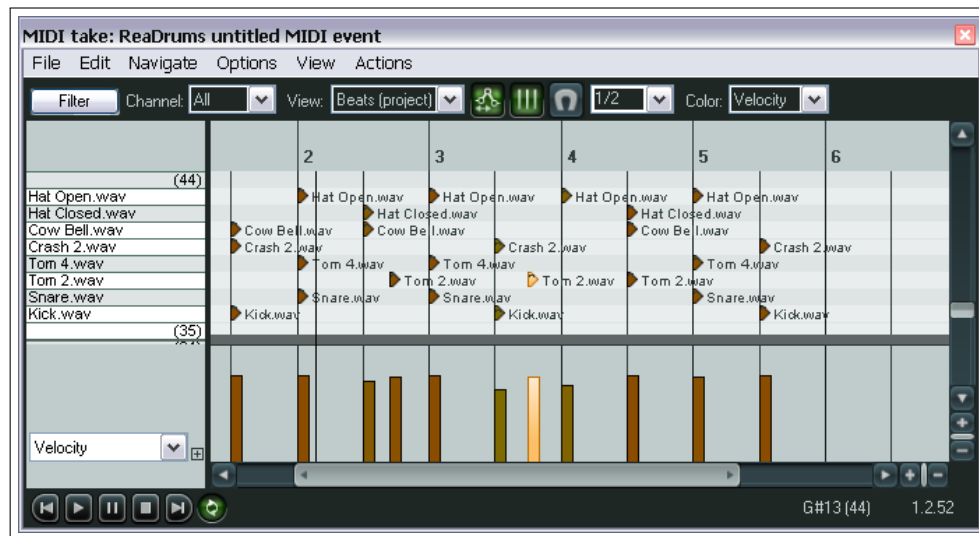 MIDI take: ReaDrums untitled MIDI event
File Edit Navigate Options View Actions
Filter Channel: All View: Beats (project) 1/2 Color: Velocity
2 3 4 5 6
(44)
Hat Open.wav Hat Open.wav Hat Open.wav Hat Open.wav Hat Open.wav
Hat Closed.wav Hat Closed.wav Hat Closed.wav
Cow Bell.wav Cow Bell.wav Cow Bell.wav Cow Bell.wav
Crash 2.wav Crash 2.wav Crash 2.wav Crash 2.wav
Tom 4.wav Tom 4.wav Tom 4.wav Tom 4.wav
Tom 2.wav Tom 2.wav Tom 2.wav Tom 2.wav
Snare.wav Snare.wav Snare.wav Snare.wav
Kick.wav Kick.wav Kick.wav Kick.wav
(35)
Velocity
G#13 (44) 1.2.52